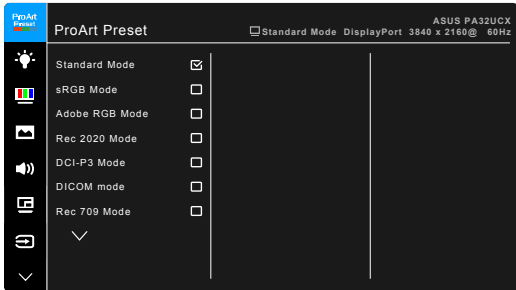 ProArt
Preset
ProArt Preset
ASUS PA32UCX
Standard Mode DisplayPort 3840 x 2160@ 60Hz
Standard Mode
sRGB Mode
Adobe RGB Mode
Rec 2020 Mode
DCI-P3 Mode
DICOM mode
Rec 709 Mode